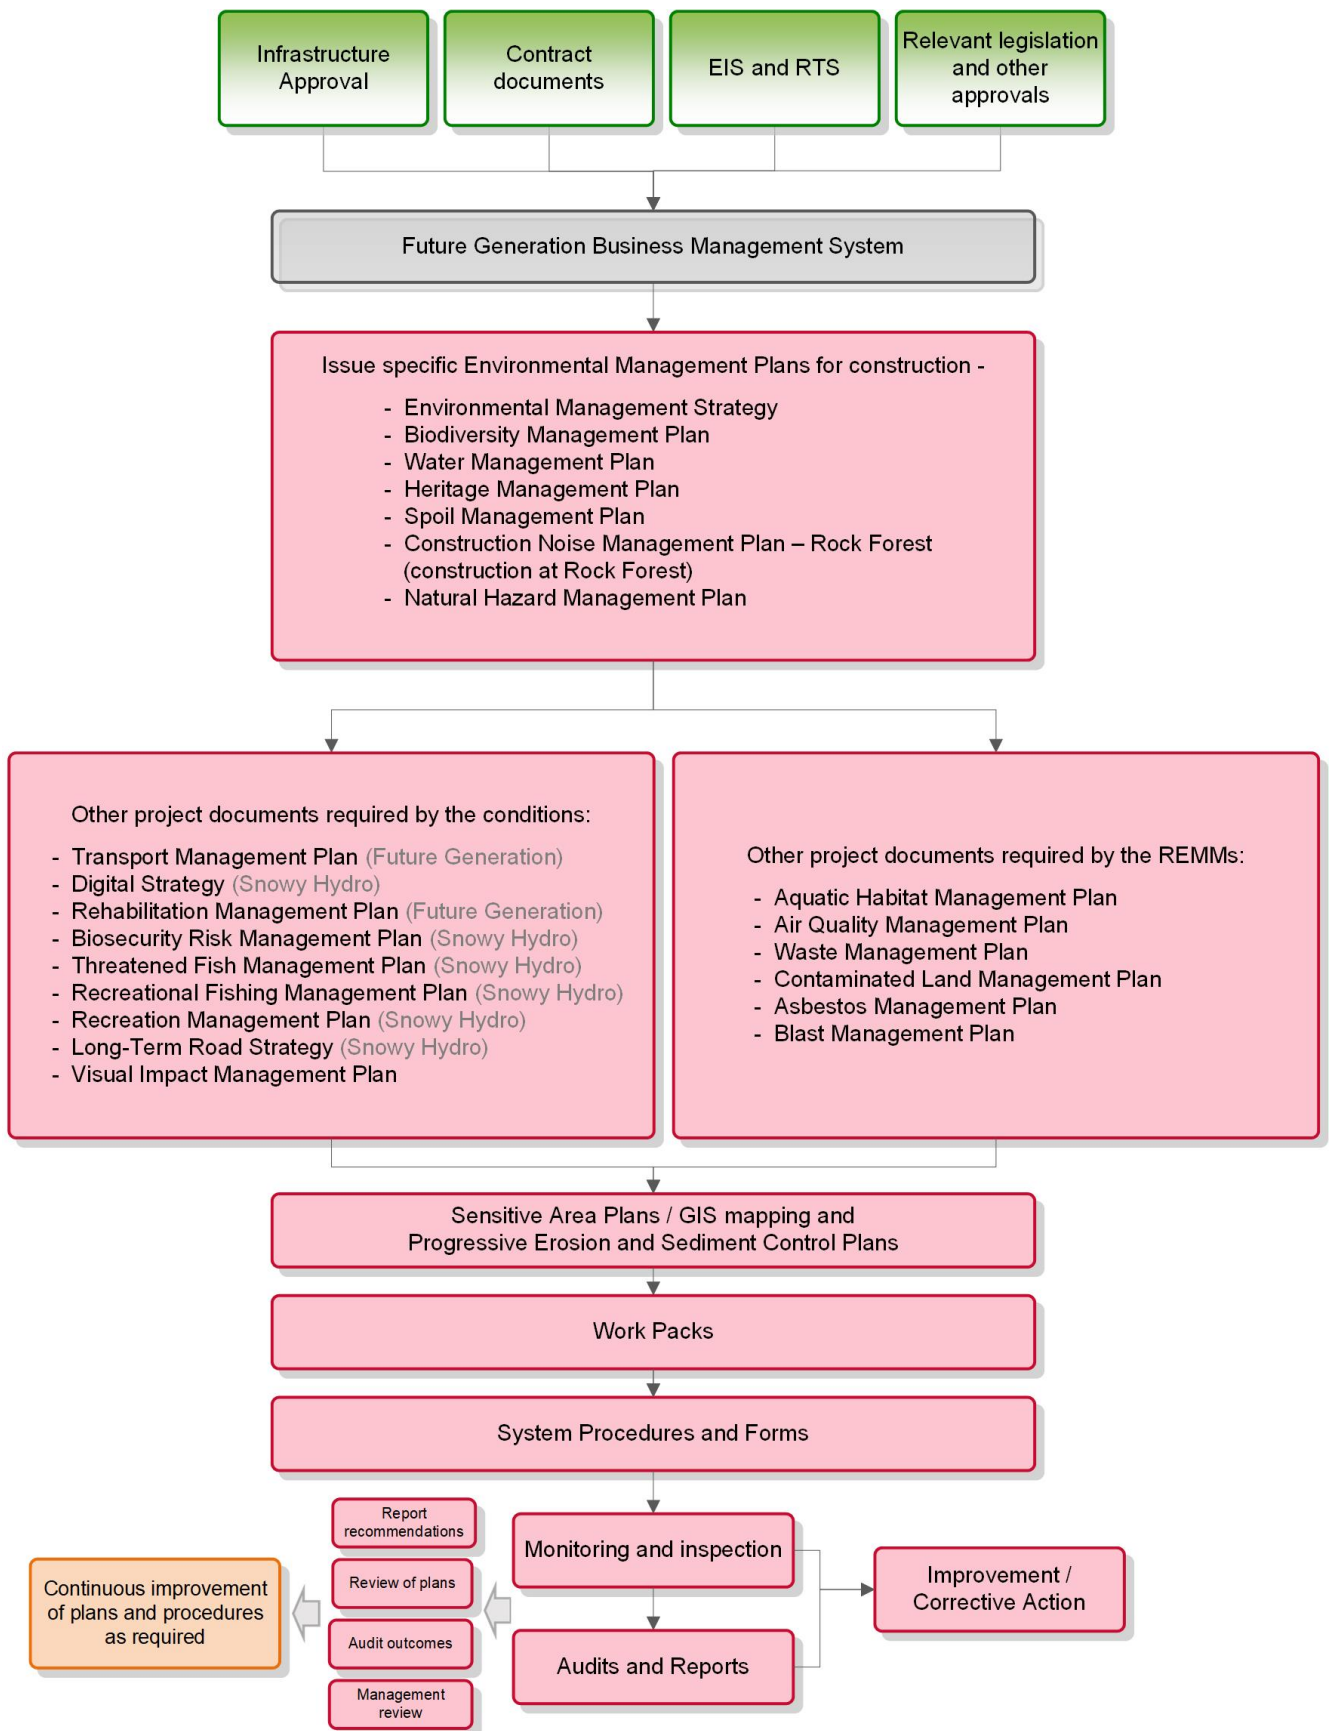 Infrastructure
Approval
Contract
documents
EIS and RTS
Relevant legislation
and other
approvals
Future Generation Business Management System
Issue specific Environmental Management Plans for construction -
- Environmental Management Strategy
- Biodiversity Management Plan
- Water Management Plan
- Heritage Management Plan
- Spoil Management Plan
- Construction Noise Management Plan – Rock Forest
(construction at Rock Forest)
- Natural Hazard Management Plan
Other project documents required by the conditions:
- Transport Management Plan (Future Generation)
- Digital Strategy (Snowy Hydro)
- Rehabilitation Management Plan (Future Generation)
- Biosecurity Risk Management Plan (Snowy Hydro)
- Threatened Fish Management Plan (Snowy Hydro)
- Recreational Fishing Management Plan (Snowy Hydro)
- Recreation Management Plan (Snowy Hydro)
- Long-Term Road Strategy (Snowy Hydro)
- Visual Impact Management Plan
Other project documents required by the REMMs:
- Aquatic Habitat Management Plan
- Air Quality Management Plan
- Waste Management Plan
- Contaminated Land Management Plan
- Asbestos Management Plan
- Blast Management Plan
Sensitive Area Plans / GIS mapping and
Progressive Erosion and Sediment Control Plans
Work Packs
System Procedures and Forms
Monitoring and inspection
Audits and Reports
Improvement /
Corrective Action
Report
recommendations
Review of plans
Audit outcomes
Management
review
Continuous improvement
of plans and procedures
as required